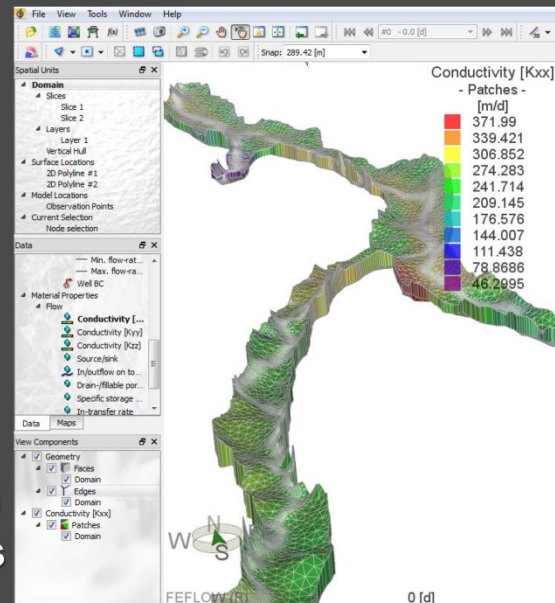 File View Tools Window Help
f(x)
#0 - 0.0 [d]
3D
Snap: 289.42 [m]
Spatial Units
Domain
Slices
Slice 1
Slice 2
Layers
Layer 1
Vertical Hull
Surface Locations
2D Polyline #1
2D Polyline #2
Model Locations
Observation Points
Current Selection
Node selection
Data
Min. flow-rat...
Max. flow-ra...
Well BC
Material Properties
Flow
Conductivity [...
Conductivity [Kyy]
Conductivity [Kzz]
Source/sink
In/outflow on to...
Drain-/fillable por...
Specific storage ...
In-transfer rate
Data Maps
View Components
Geometry
Faces
Domain
Edges
Domain
Conductivity [Kxx]
Patches
Domain
Conductivity [Kxx]
- Patches -
[m/d]
371.99
339.421
306.852
274.283
241.714
209.145
176.576
144.007
111.438
78.8686
46.2995
N
W
S
FEFLOW (R)
0 [d]